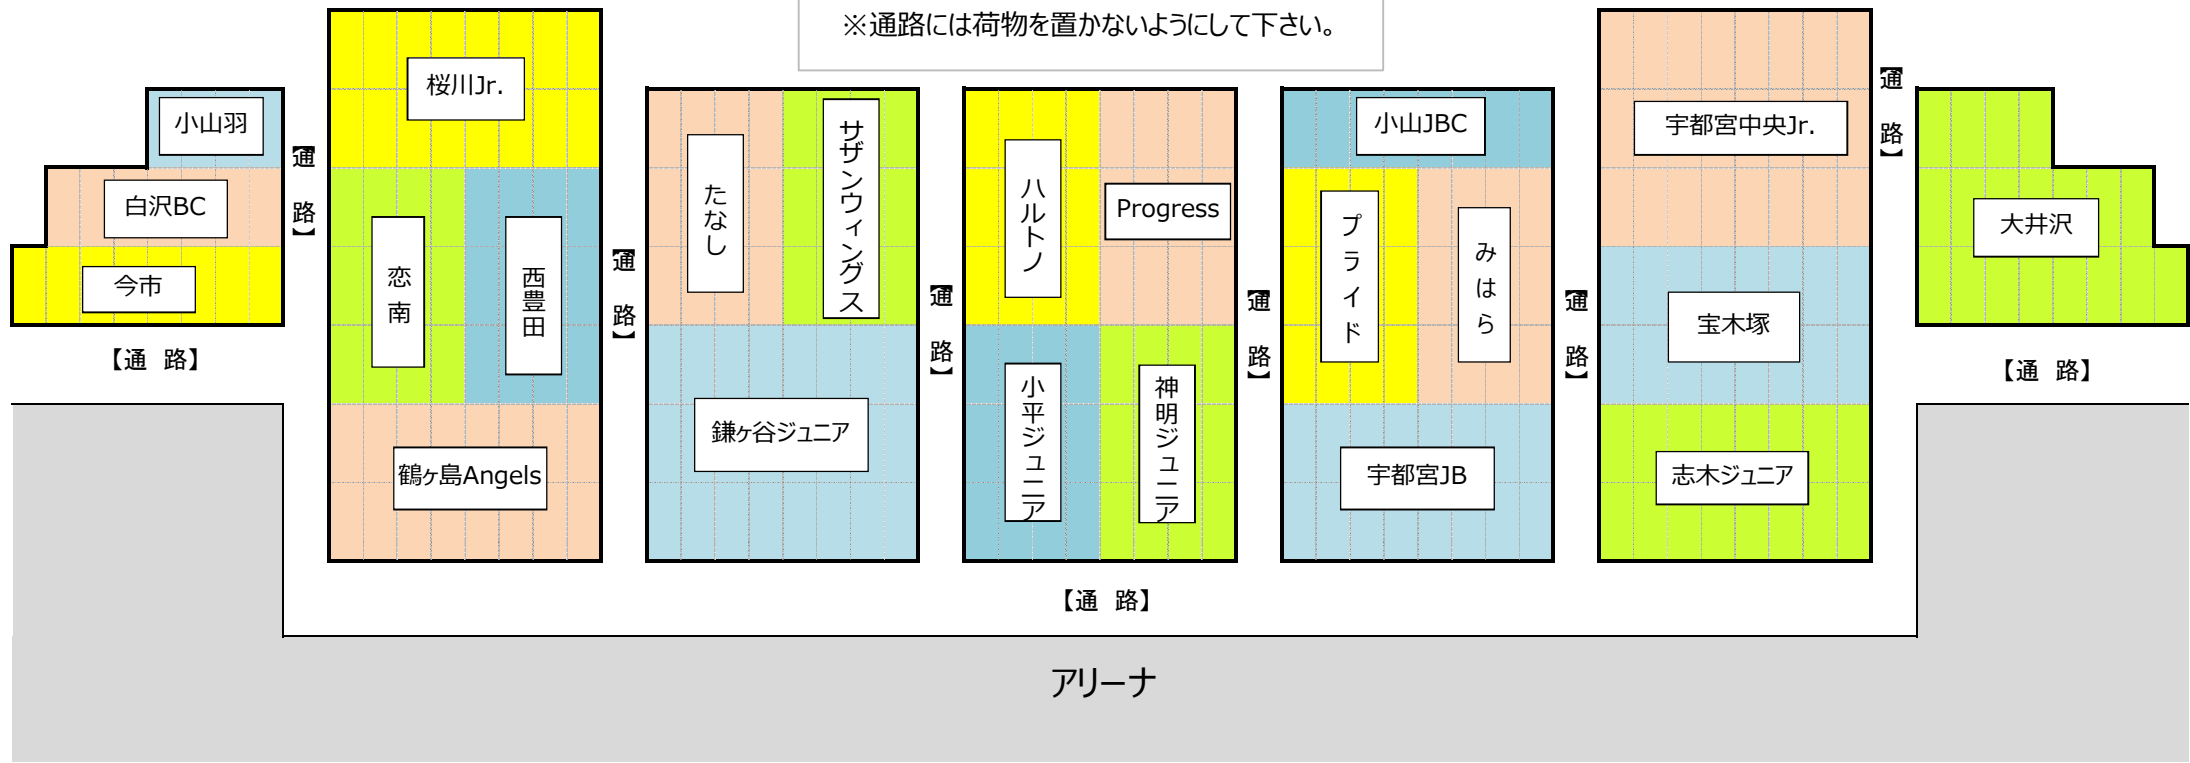 ※通路には荷物を置かないようにして下さい。
小山羽
白沢BC
今市
【通 路】
【通 路】
桜川Jr.
恋南
西豊田
鶴ヶ島Angels
【通 路】
たなし
サザンウィングス
鎌ヶ谷ジュニア
【通 路】
ハルトノ
Progress
小平ジュニア
神明ジュニア
【通 路】
小山JBC
プライド
みはら
宇都宮JB
【通 路】
宇都宮中央Jr.
宝木塚
志木ジュニア
【通 路】
大井沢
【通 路】
【通 路】
アリーナ